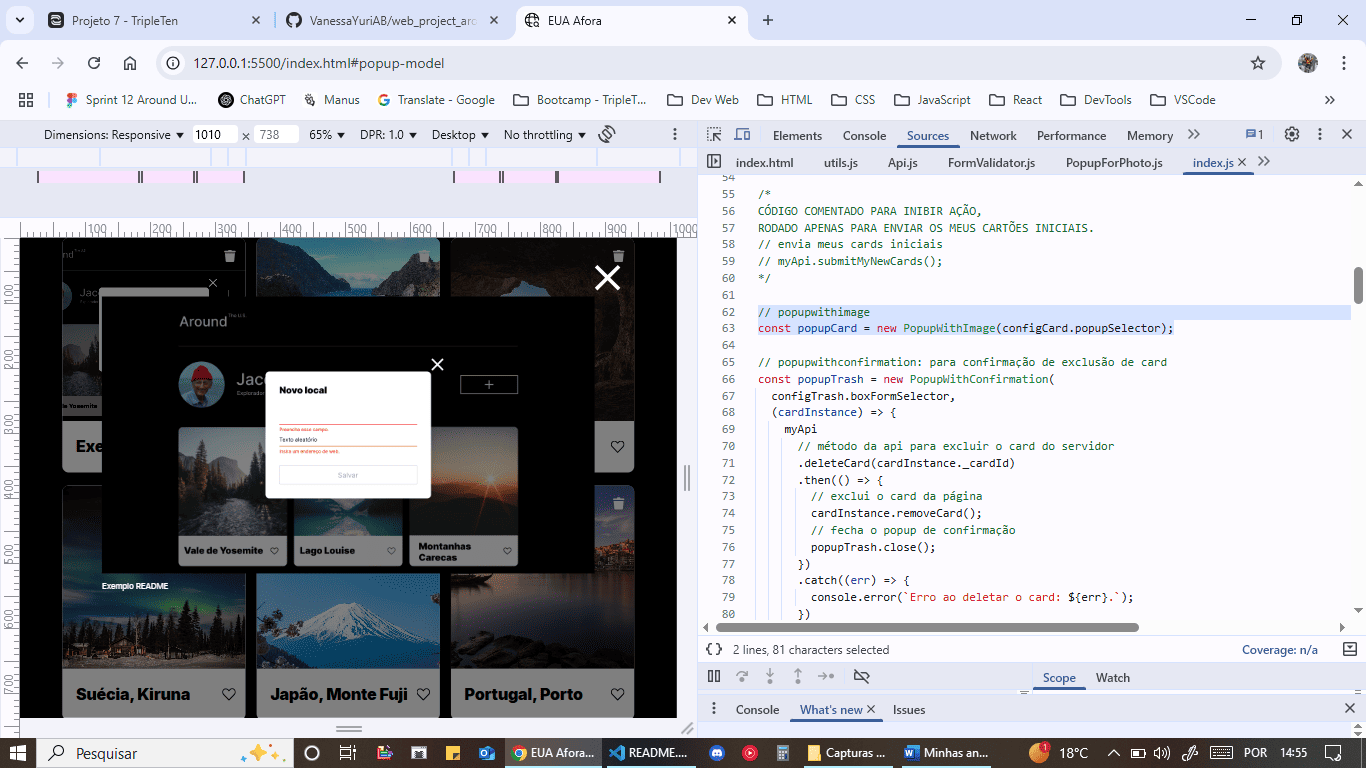 Projeto 7 - TripleTen
VanessaYuriAB/web_project_aro
EUA Afora
127.0.0.1:5500/index.html#popup-model
Sprint 12 Around U...
ChatGPT
Manus
Translate - Google
Bootcamp - TripleT...
Dev Web
HTML
CSS
JavaScript
React
DevTools
VSCode
Dimensions: Responsive
1010
x
738
65%
DPR: 1.0
Desktop
No throttling
Elements
Console
Sources
Network
Performance
Memory
1
index.html
utils.js
Api.js
FormValidator.js
PopupForPhoto.js
index.js
100
200
300
400
500
600
700
800
900
1000
100
200
300
400
500
600
700
Around The U.S.
Jac
Explorador
Novo local
Preencha esse campo.
Texto aleatório
Insira um endereço de web.
Salvar
Vale de Yosemite
Lago Louise
Montanhas
Carecas
Exemplo README
Suécia, Kiruna
Japão, Monte Fuji
Portugal, Porto
54
55 /*
56 CÓDIGO COMENTADO PARA INIBIR AÇÃO,
57 RODADO APENAS PARA ENVIAR OS MEUS CARTÕES INICIAIS.
58 // envia meus cards iniciais
59 // myApi.submitMyNewCards();
60 */
61
62 // popupwithimage
63 const popupCard = new PopupWithImage(configCard.popupSelector);
64
65 // popupwithconfirmation: para confirmação de exclusão de card
66 const popupTrash = new PopupWithConfirmation(
67 configTrash.boxFormSelector,
68 (cardInstance) => {
69 myApi
70 // método da api para excluir o card do servidor
71 .deleteCard(cardInstance._cardId)
72 .then(() => {
73 // exclui o card da página
74 cardInstance.removeCard();
75 // fecha o popup de confirmação
76 popupTrash.close();
77 })
78 .catch((err) => {
79 console.error(`Erro ao deletar o card: ${err}.`);
80 })
{} 2 lines, 81 characters selected
Coverage: n/a
Scope
Watch
Console
What's new
Issues
Pesquisar
EUA Afora...
README....
Capturas ...
Minhas an...
1
18°C
POR
14:55